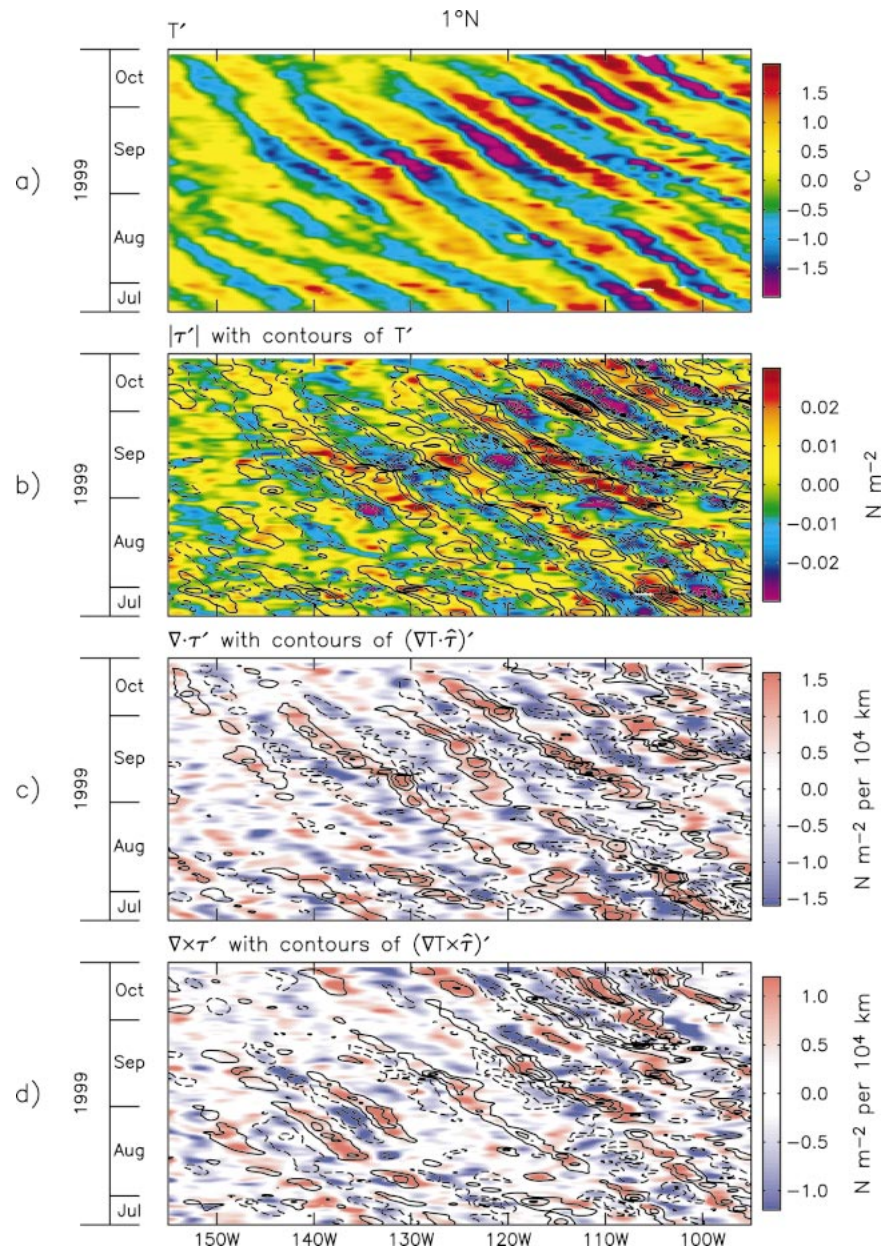 1°N
T′
Oct
Sep
Aug
Jul
1999
a)
1.5
1.0
0.5
0.0
−0.5
−1.0
−1.5
°C
|τ′| with contours of T′
Oct
Sep
Aug
Jul
1999
b)
0.02
0.01
0.00
−0.01
−0.02
N m⁻²
∇·τ′ with contours of (∇T·τ̂)′
Oct
Sep
Aug
Jul
1999
c)
1.5
1.0
0.5
0.0
−0.5
−1.0
−1.5
N m⁻² per 10⁴ km
∇×τ′ with contours of (∇T×τ̂)′
Oct
Sep
Aug
Jul
1999
d)
1.0
0.5
0.0
−0.5
−1.0
N m⁻² per 10⁴ km
150W 140W 130W 120W 110W 100W